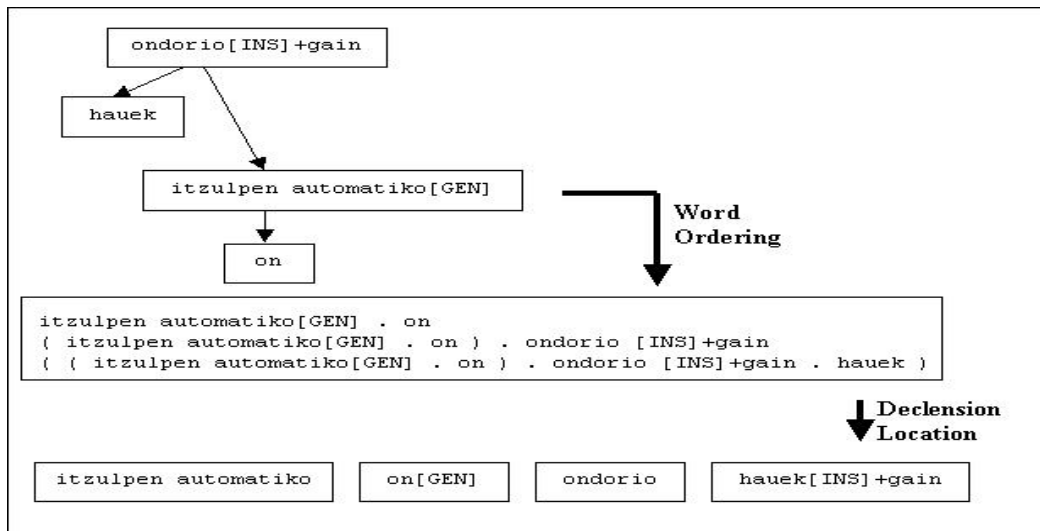 ondorio[INS]+gain
hauek
itzulpen automatiko[GEN]
on
Word
Ordering
itzulpen automatiko[GEN] . on
( itzulpen automatiko[GEN] . on ) . ondorio [INS]+gain
( ( itzulpen automatiko[GEN] . on ) . ondorio [INS]+gain . hauek )
Declension
Location
itzulpen automatiko
on[GEN]
ondorio
hauek[INS]+gain